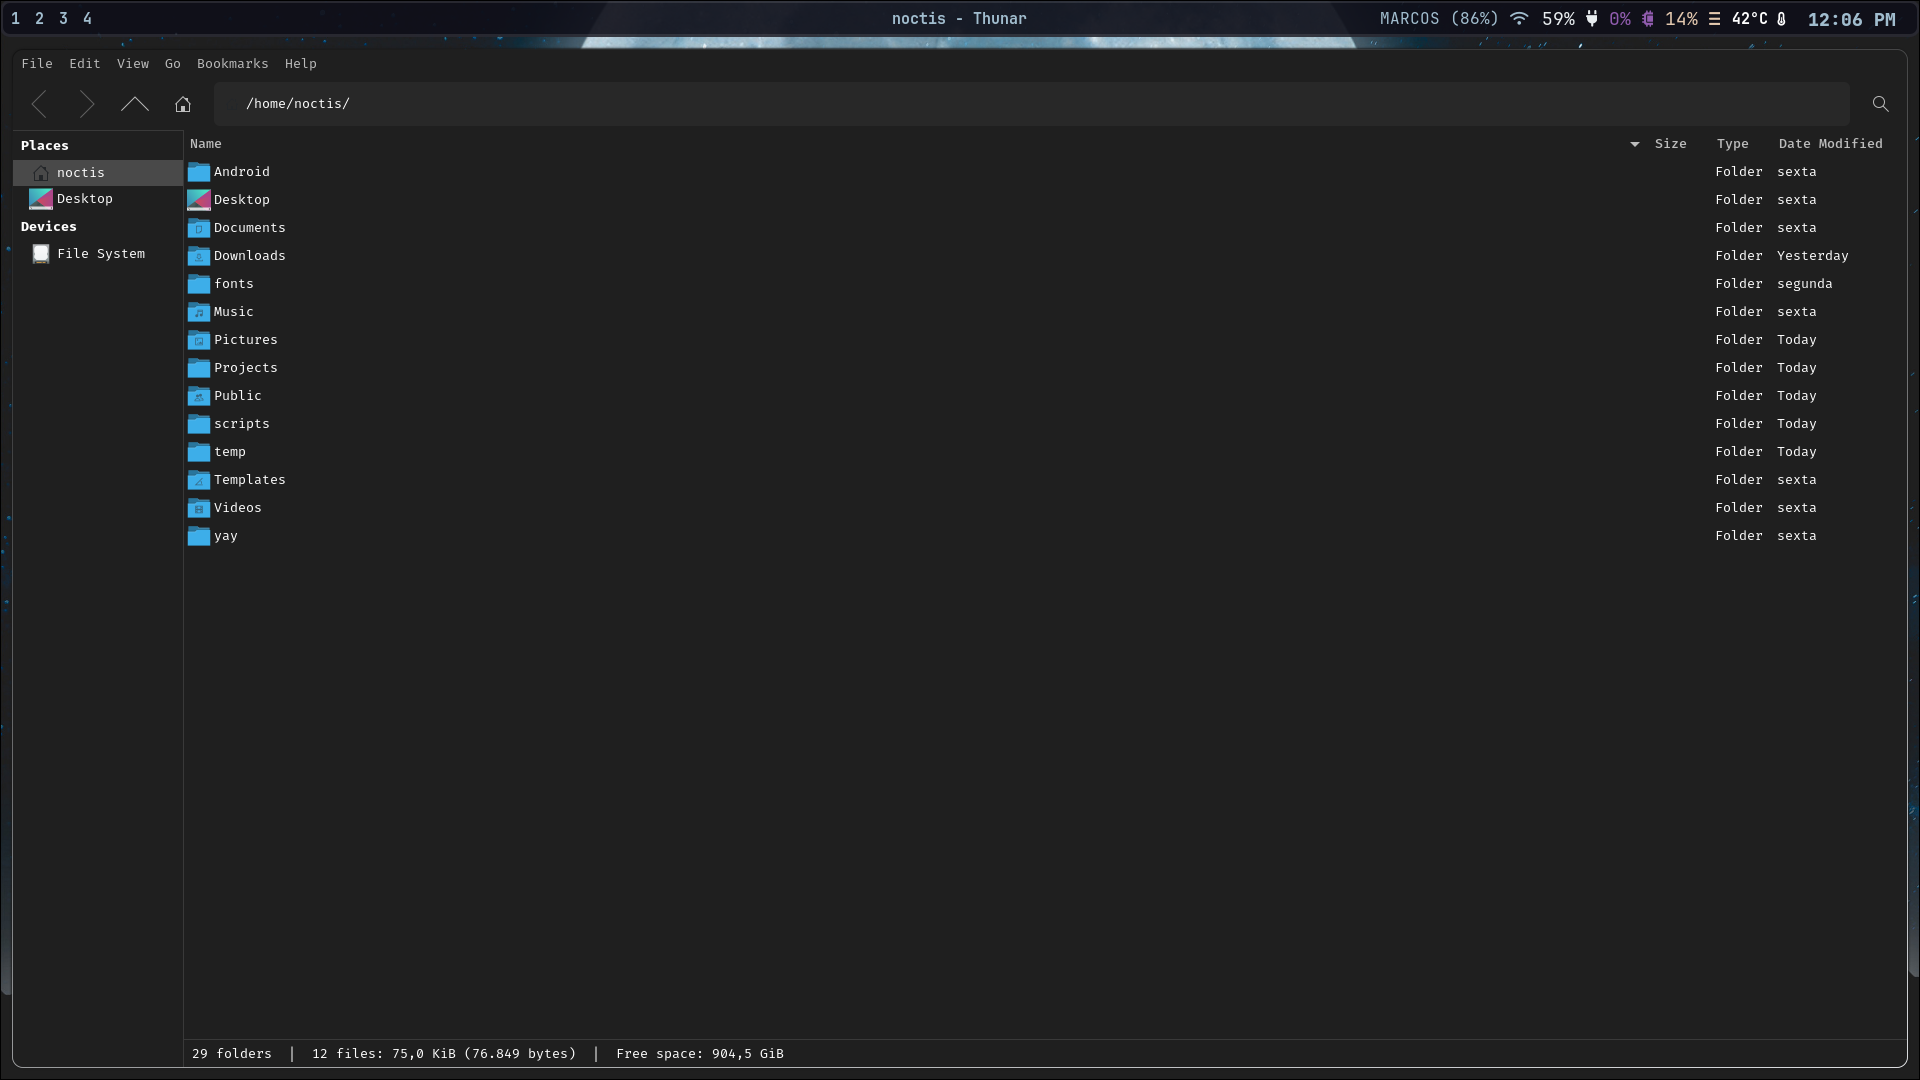 1 2 3 4 noctis - Thunar MARCOS (86%) 59% 0% 14% 42°C 12:06 PM
File Edit View Go Bookmarks Help
/home/noctis/
Places
noctis
Desktop
Devices
File System
Name Size Type Date Modified
Android Folder sexta
Desktop Folder sexta
Documents Folder sexta
Downloads Folder Yesterday
fonts Folder segunda
Music Folder sexta
Pictures Folder Today
Projects Folder Today
Public Folder Today
scripts Folder Today
temp Folder Today
Templates Folder sexta
Videos Folder sexta
yay Folder sexta
29 folders | 12 files: 75,0 KiB (76.849 bytes) | Free space: 904,5 GiB